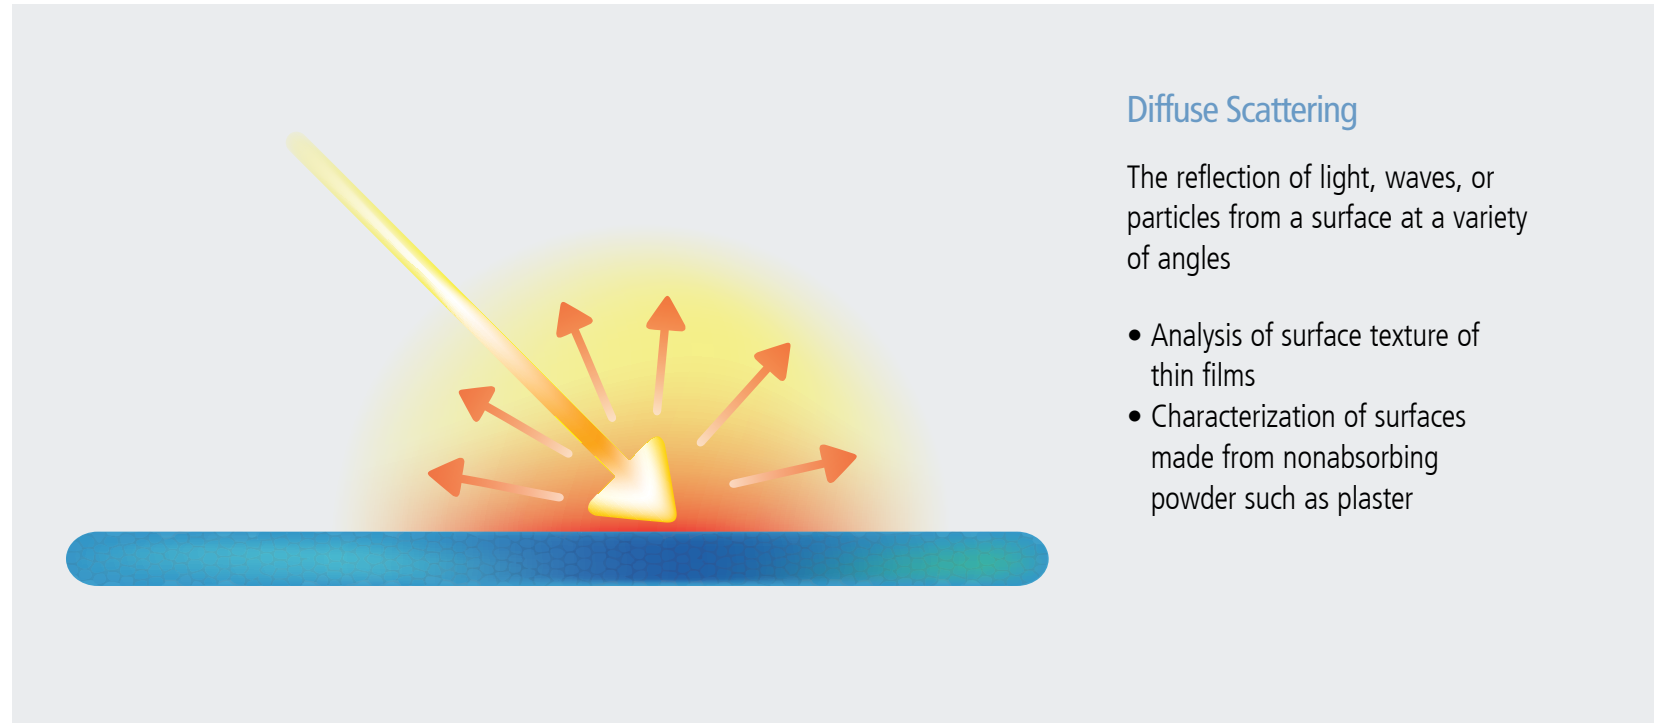 Diffuse Scattering
The reflection of light, waves, or
particles from a surface at a variety
of angles
• Analysis of surface texture of
thin films
• Characterization of surfaces
made from nonabsorbing
powder such as plaster